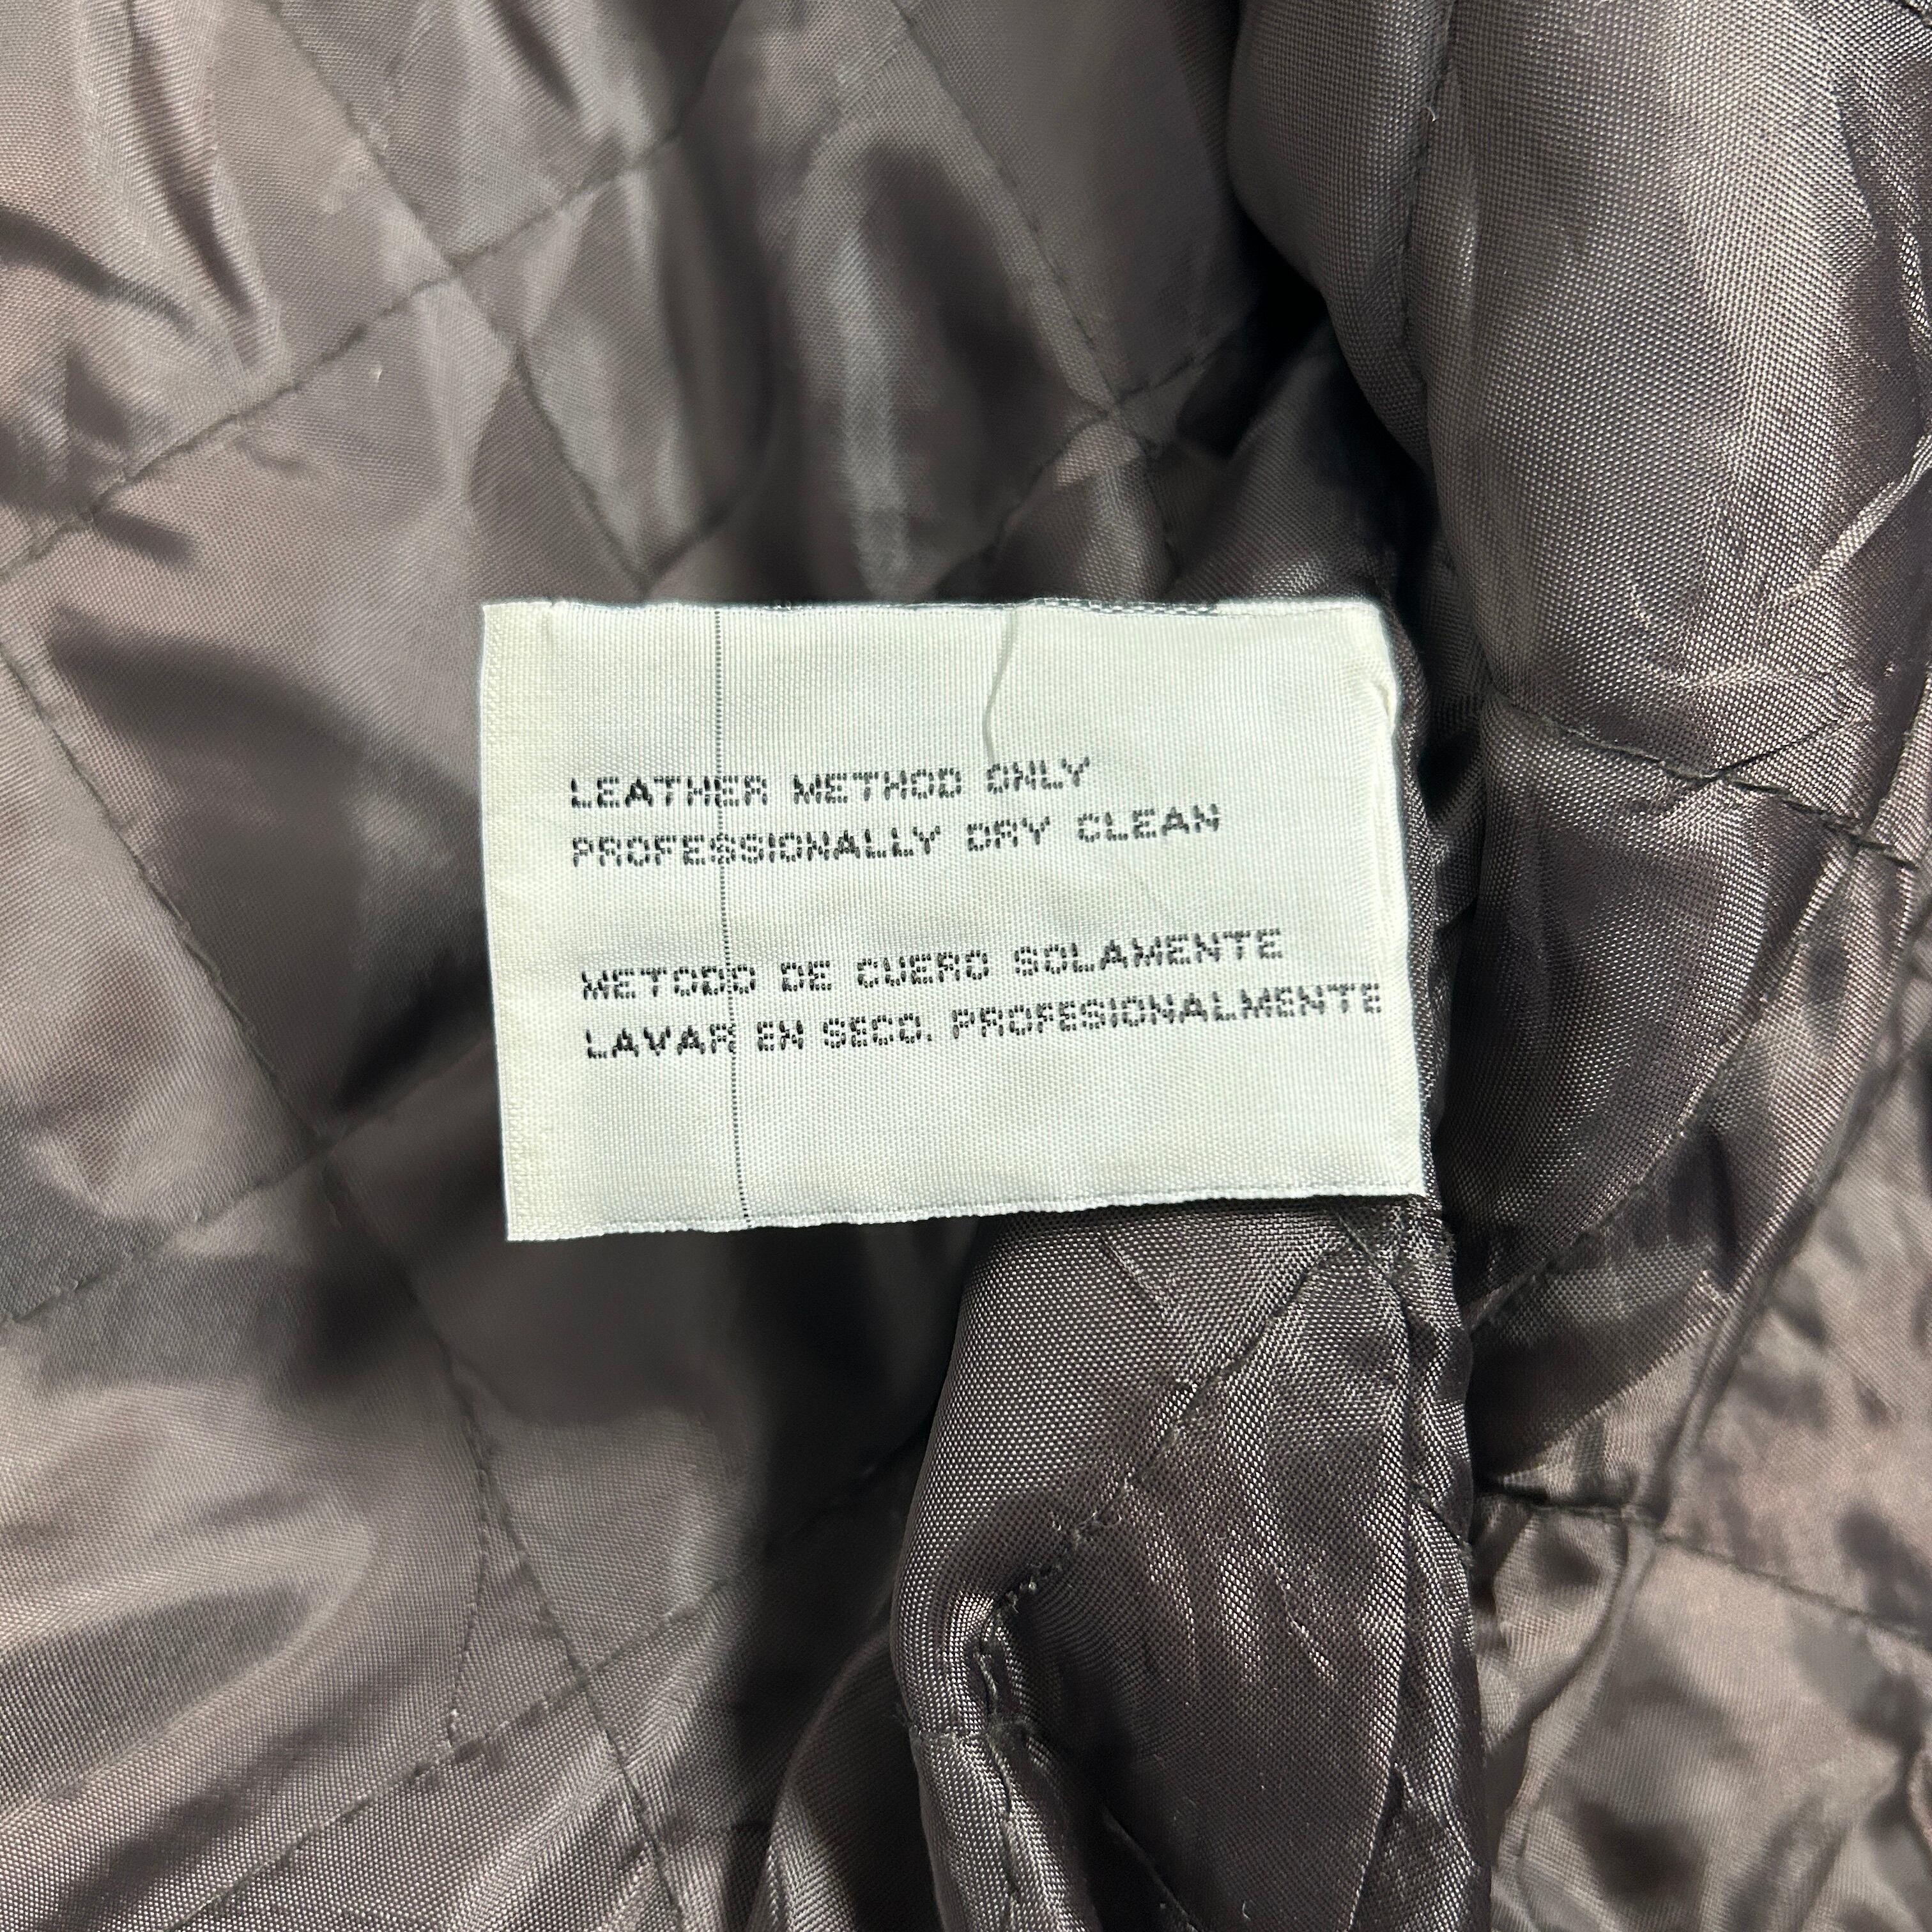 LEATHER METHOD ONLY
PROFESSIONALLY DRY CLEAN
METODO DE CUERO SOLAMENTE
LAVAR EN SECO. PROFESIONALMENTE